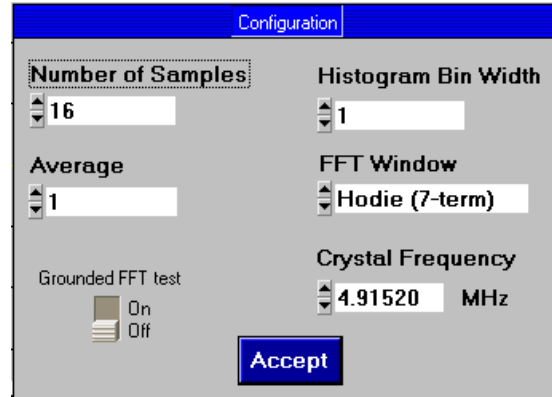 Configuration
Number of Samples
16
Histogram Bin Width
1
Average
1
FFT Window
Hodie (7-term)
Grounded FFT test
On
Off
Crystal Frequency
4.91520 MHz
Accept